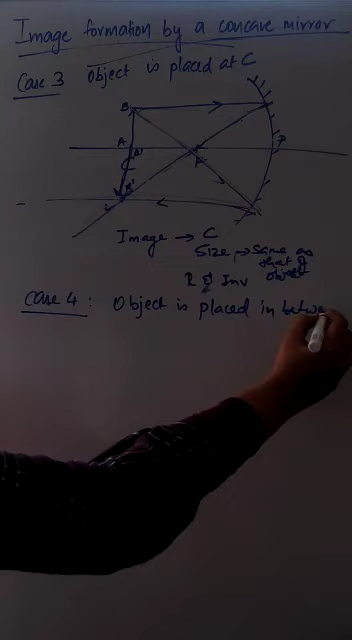 Image formation by a concave mirror
Case 3 Object is placed at C
B
A A' F P
C
B'
Image → C
Size → Same as
that of
object
R & Inv
Case 4 : Object is placed in betwe